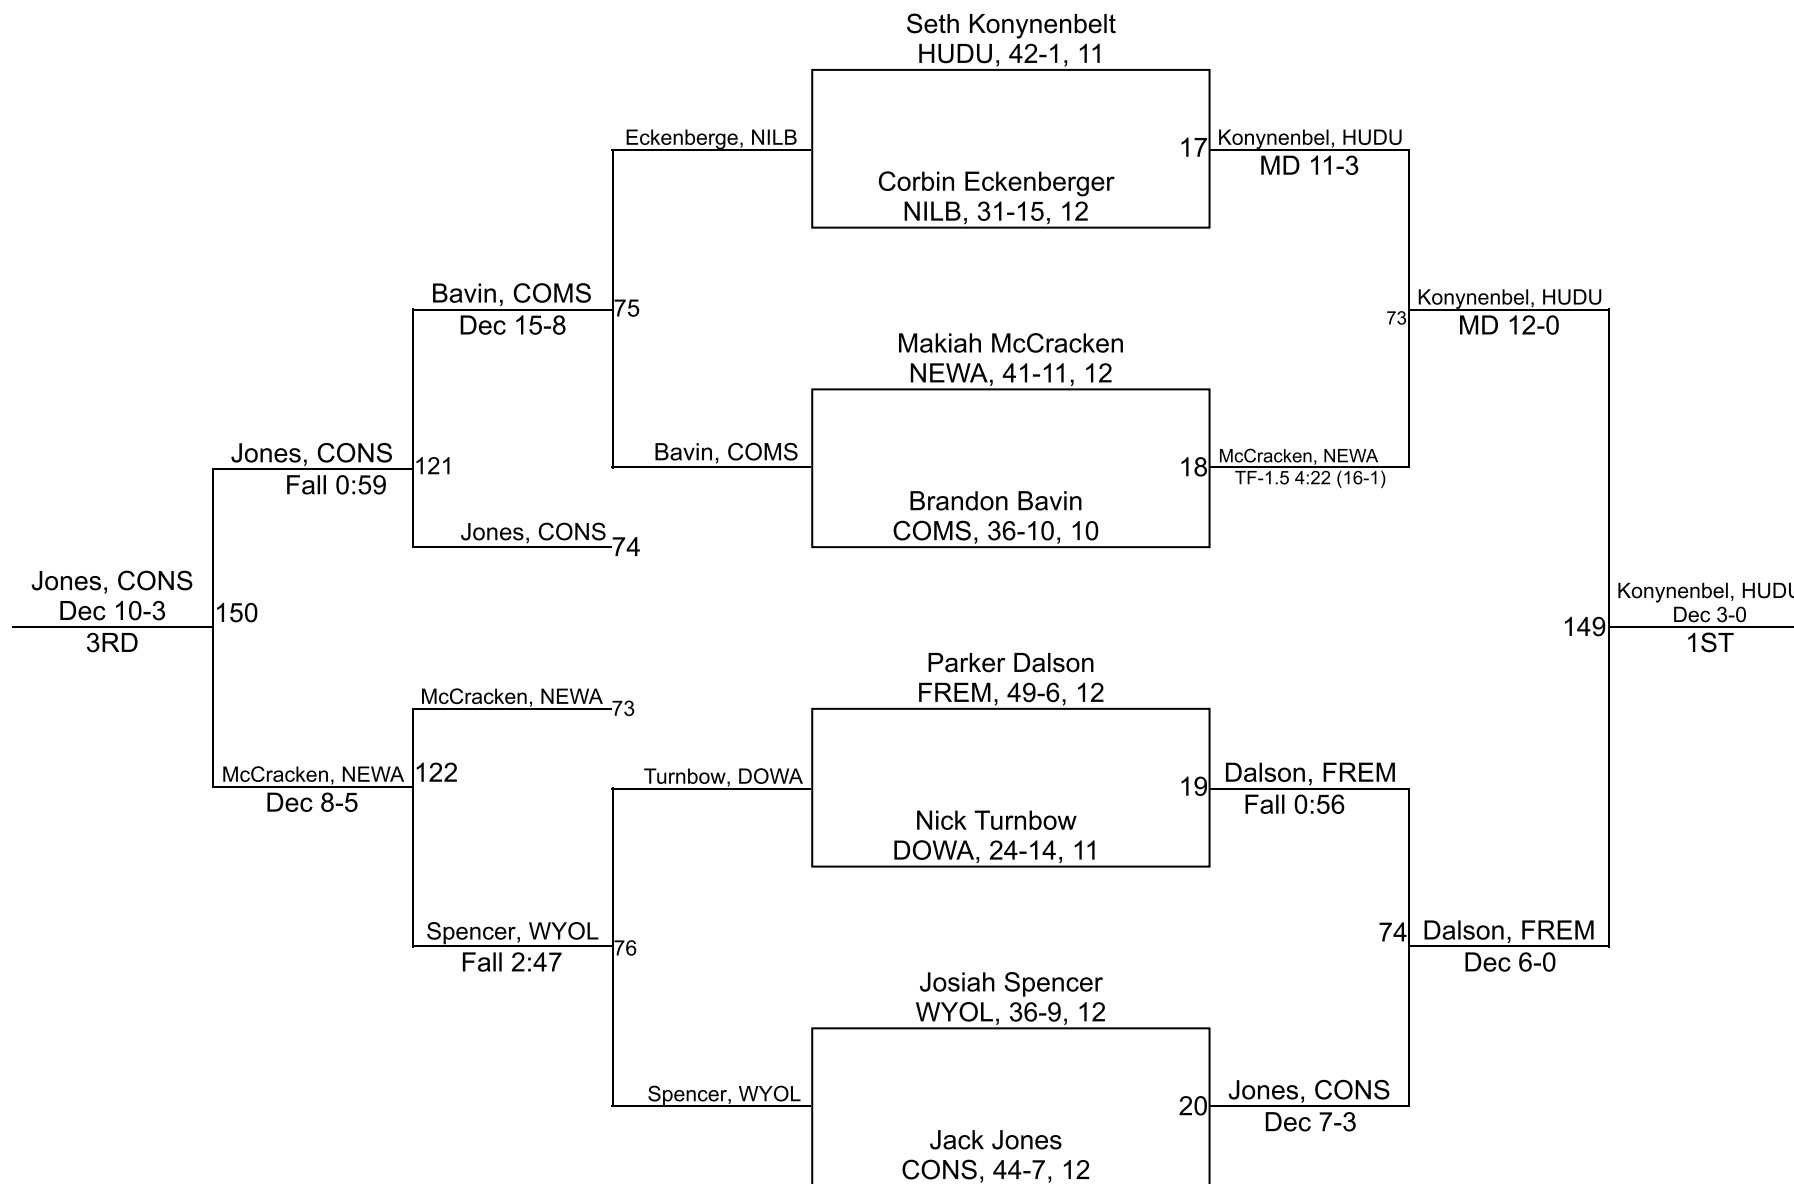 Seth Konynenbelt
HUDU, 42-1, 11
Eckenberge, NILB
17
Konynenbel, HUDU
MD 11-3
Corbin Eckenberger
NILB, 31-15, 12
Bavin, COMS
Dec 15-8
75
Konynenbel, HUDU
MD 12-0
73
Makiah McCracken
NEWA, 41-11, 12
Jones, CONS
Fall 0:59
121
Bavin, COMS
18
McCracken, NEWA
TF-1.5 4:22 (16-1)
Brandon Bavin
COMS, 36-10, 10
Jones, CONS
74
Jones, CONS
Dec 10-3
3RD
150
149
Konynenbel, HUDU
Dec 3-0
1ST
Parker Dalson
FREM, 49-6, 12
McCracken, NEWA
73
McCracken, NEWA
Dec 8-5
122
Turnbow, DOWA
19
Dalson, FREM
Fall 0:56
Nick Turnbow
DOWA, 24-14, 11
Spencer, WYOL
Fall 2:47
76
74
Dalson, FREM
Dec 6-0
Josiah Spencer
WYOL, 36-9, 12
Spencer, WYOL
20
Jones, CONS
Dec 7-3
Jack Jones
CONS, 44-7, 12